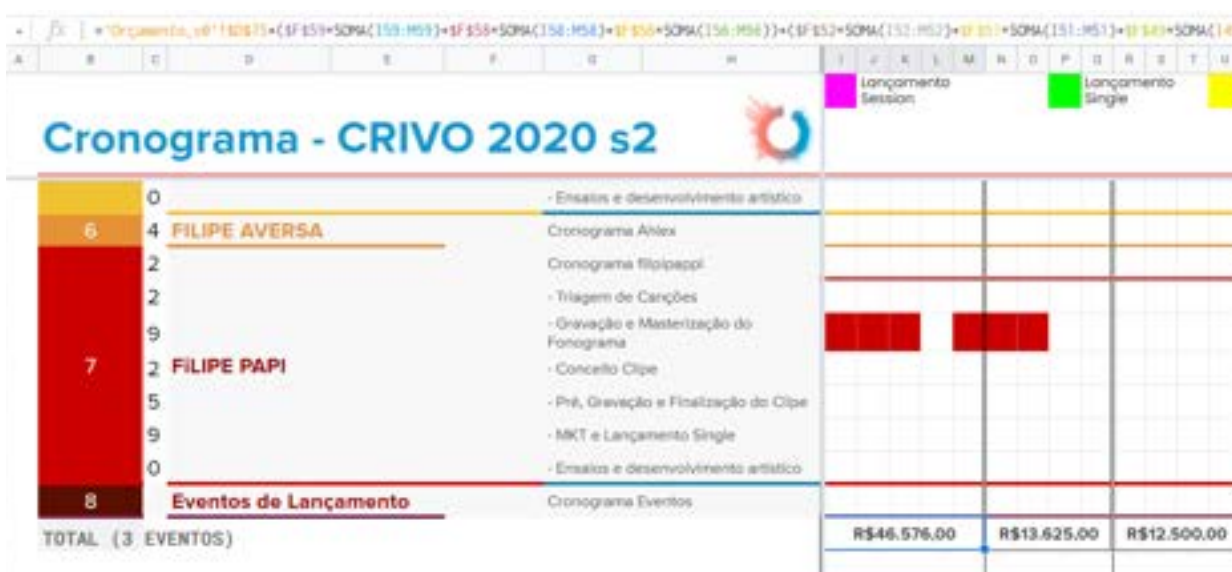 A B C D E F G H I J K L M N O P Q R S T U
Lançamento Session
Lançamento Single
Cronograma - CRIVO 2020 s2
0 - Ensaios e desenvolvimento artístico
6 4 FILIPE AVERSA Cronograma Ahlex
2 Cronograma filipipappi
2 - Triagem de Canções
9 - Gravação e Masterização do
Fonograma
7 2 FiLIPE PAPI - Conceito Clipe
5 - Pré, Gravação e Finalização do Clipe
9 - MKT e Lançamento Single
0 - Ensaios e desenvolvimento artístico
8 Eventos de Lançamento Cronograma Eventos
TOTAL (3 EVENTOS) R$46.576,00 R$13.625,00 R$12.500,00